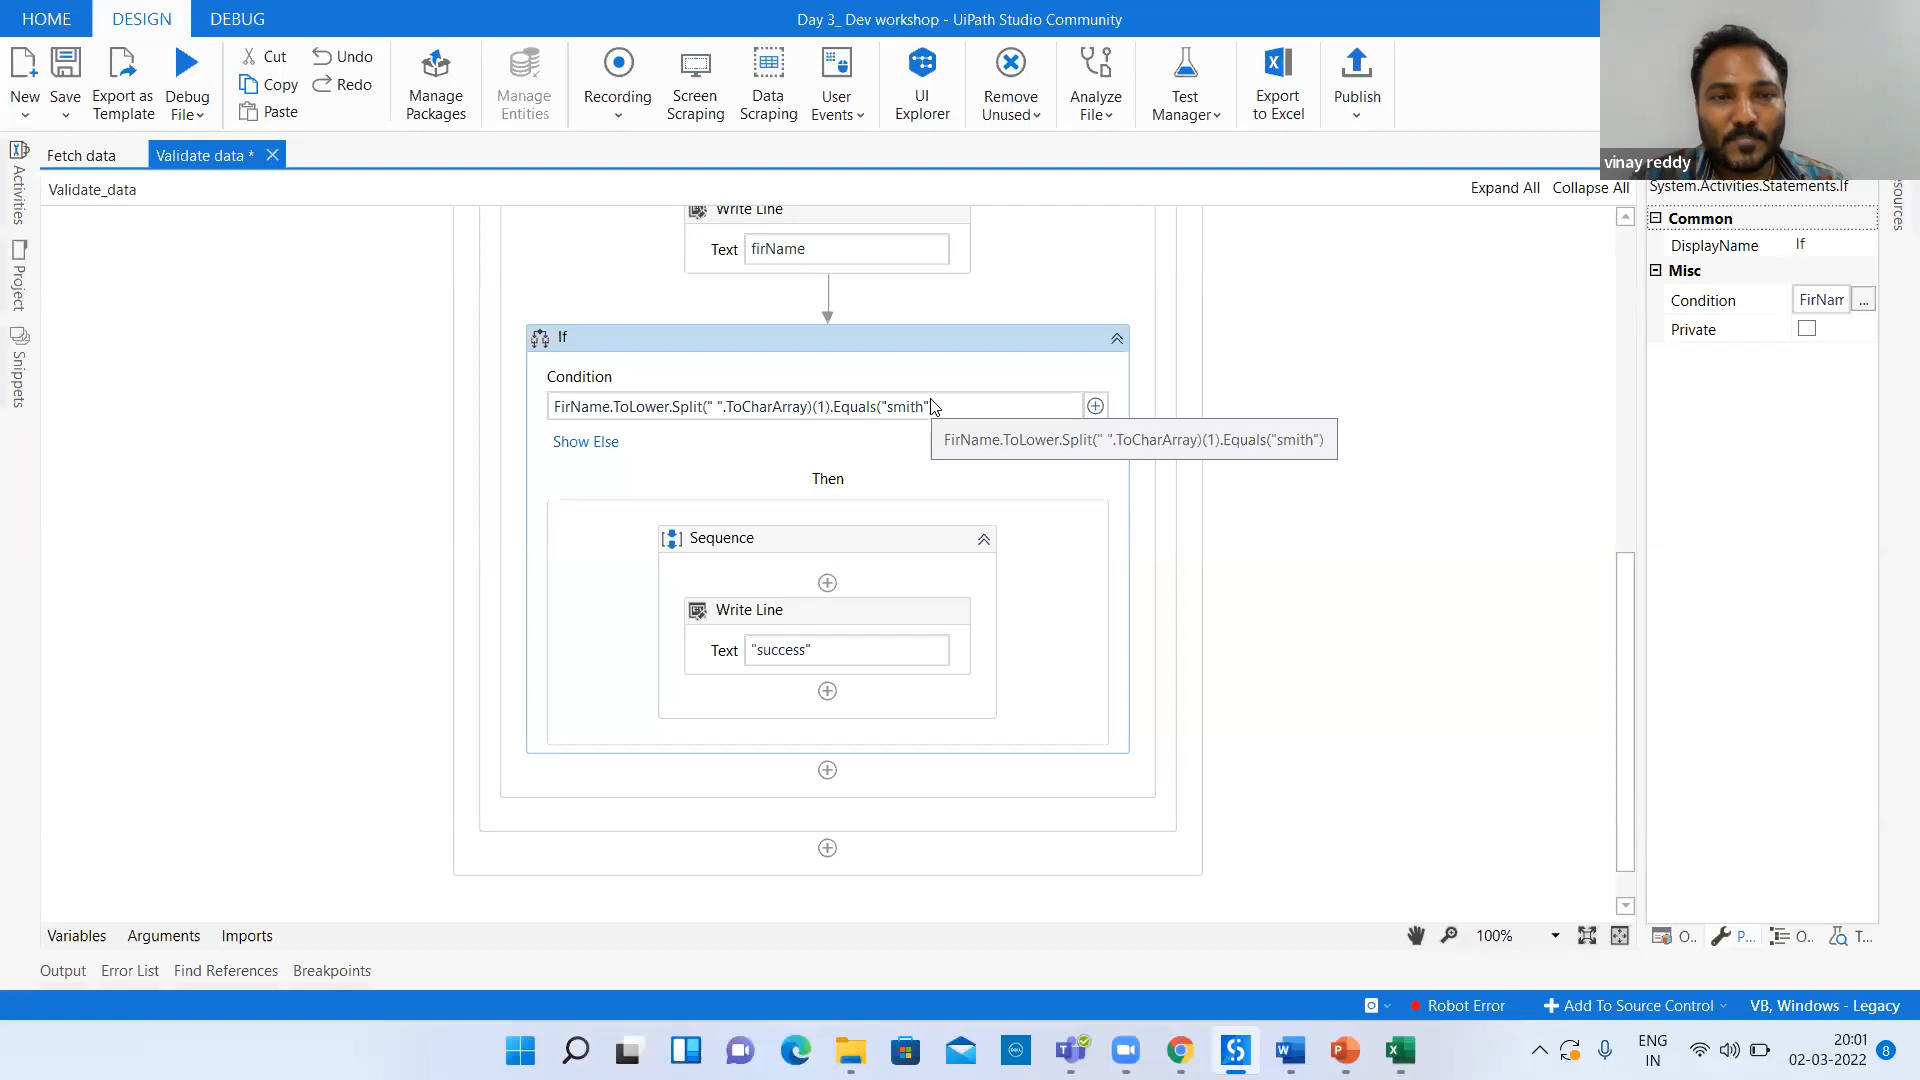 HOME DESIGN DEBUG
Day 3_ Dev workshop - UiPath Studio Community
Cut
Undo
Copy
Redo
Paste
New
Save
Export as Template
Debug File
Manage Packages
Manage Entities
Recording
Screen Scraping
Data Scraping
User Events
UI Explorer
Remove Unused
Analyze File
Test Manager
Export to Excel
Publish
vinay reddy
Activities
Project
Snippets
Fetch data
Validate data *
Validate_data
Expand All Collapse All
System.Activities.Statements.If
sources
Common
DisplayName If
Misc
Condition FirNam ...
Private
Write Line
Text firName
If
Condition
FirName.ToLower.Split(" ".ToCharArray)(1).Equals("smith"
FirName.ToLower.Split(" ".ToCharArray)(1).Equals("smith")
Show Else
Then
Sequence
Write Line
Text "success"
Variables Arguments Imports
100%
O.. P... O.. T...
Output Error List Find References Breakpoints
Robot Error Add To Source Control VB, Windows - Legacy
DELL
ENG
IN
20:01
02-03-2022
8